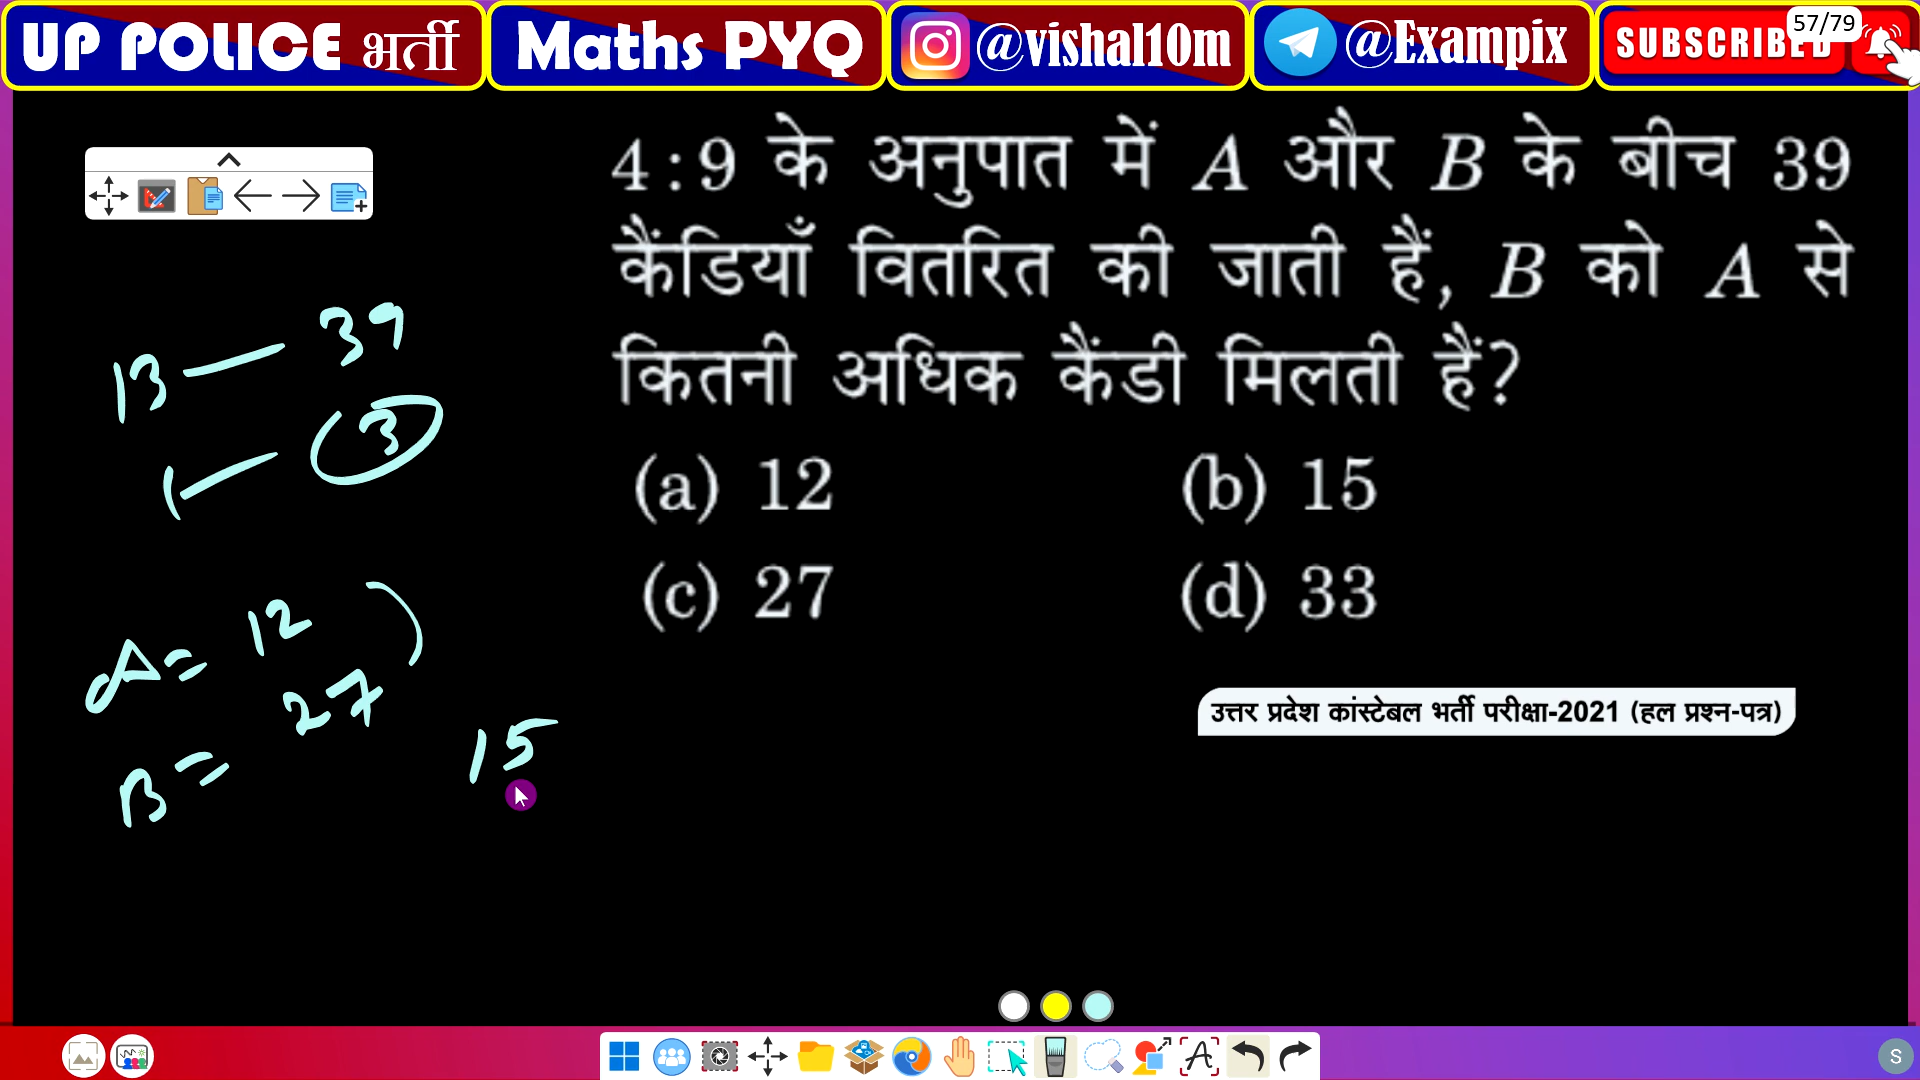 UP POLICE भर्ती
Maths PYQ
@vishal10m
@Exampix
SUBSCRIBED
57/79
4 : 9 के अनुपात में A और B के बीच 39
कैंडियाँ वितरित की जाती हैं, B को A से
कितनी अधिक कैंडी मिलती हैं?
(a) 12 (b) 15
(c) 27 (d) 33
उत्तर प्रदेश कांस्टेबल भर्ती परीक्षा-2021 (हल प्रश्न-पत्र)
13 — 39
1 — 3
A = 12
B = 27
15
S